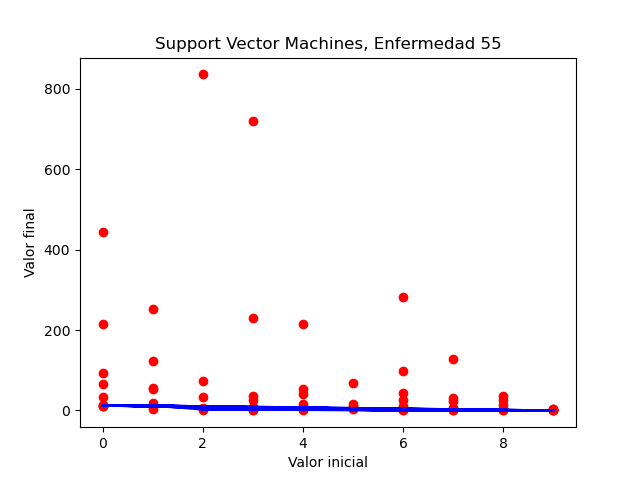 Support Vector Machines, Enfermedad 55
800
600
400
200
0
Valor final
0 2 4 6 8
Valor inicial